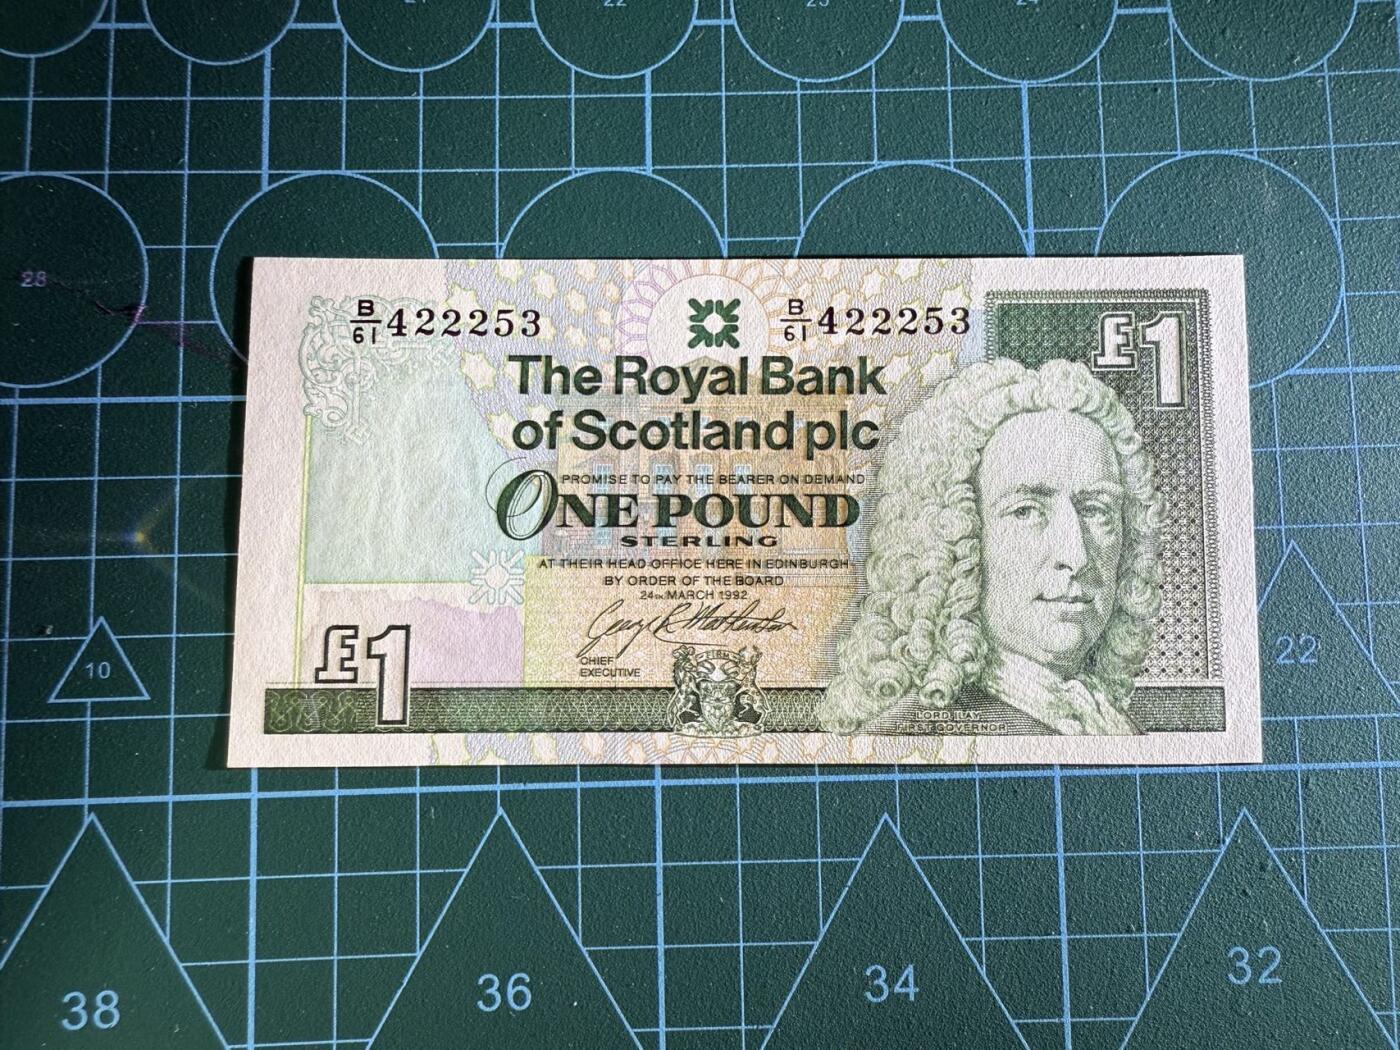 28
B/61 422253
B/61 422253
£1
The Royal Bank
of Scotland plc
PROMISE TO PAY THE BEARER ON DEMAND
ONE POUND
STERLING
AT THEIR HEAD OFFICE HERE IN EDINBURGH
BY ORDER OF THE BOARD
24TH MARCH 1992
CHIEF
EXECUTIVE
£1
LORD ILAY
FIRST GOVERNOR
10
22
38
36
34
32